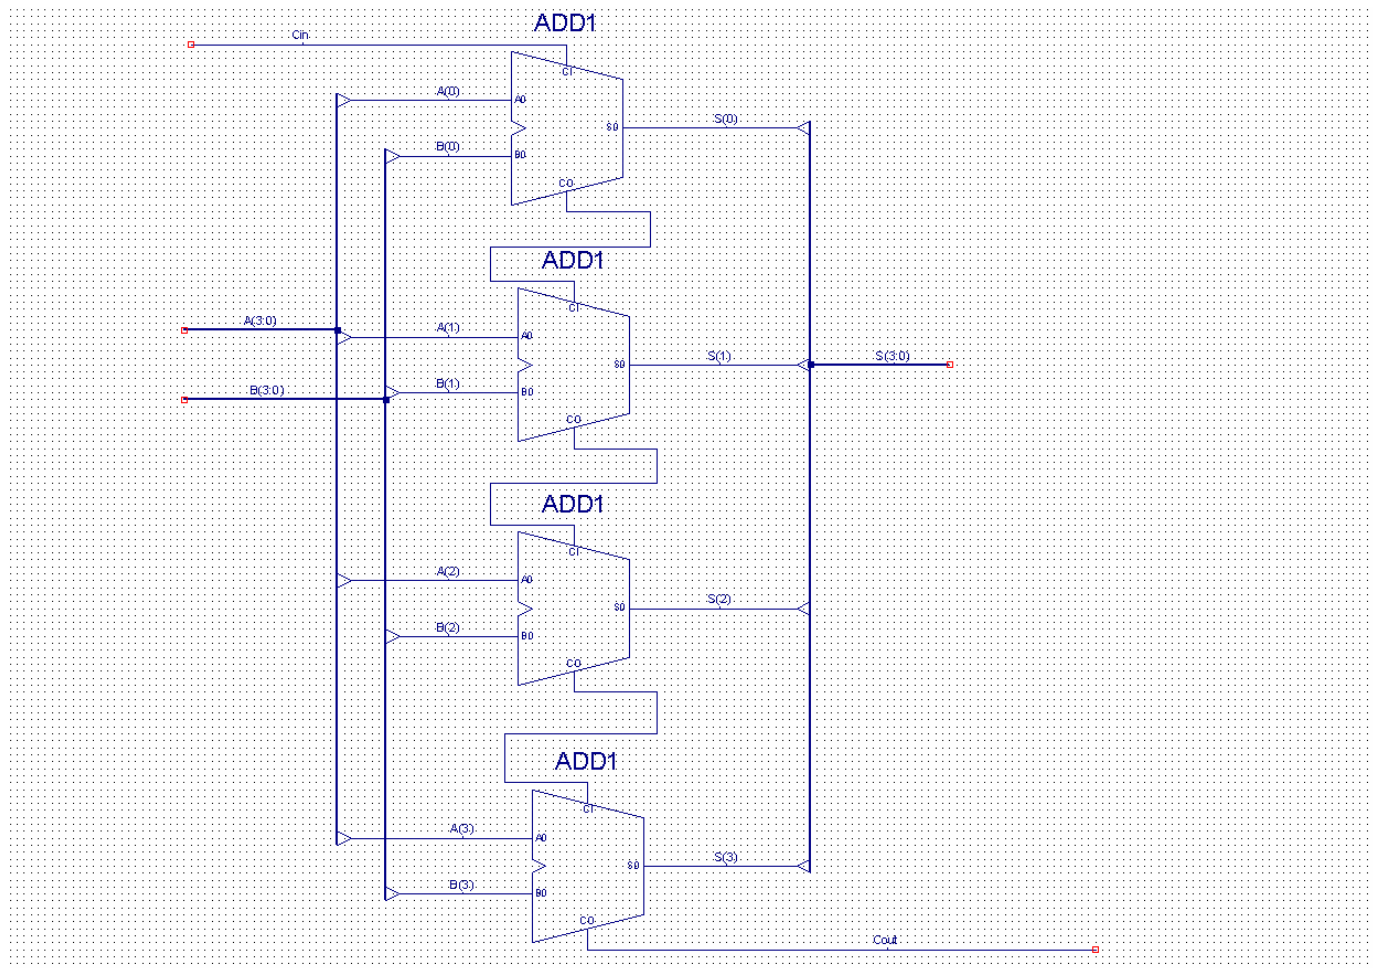 ADD1
Cin
CI
A(0)
A0
S0
S(0)
B(0)
B0
CO
ADD1
CI
A(3:0)
A(1)
A0
S0
S(1)
S(3:0)
B(3:0)
B(1)
B0
CO
ADD1
CI
A(2)
A0
S0
S(2)
B(2)
B0
CO
ADD1
CI
A(3)
A0
S0
S(3)
B(3)
B0
CO
Cout